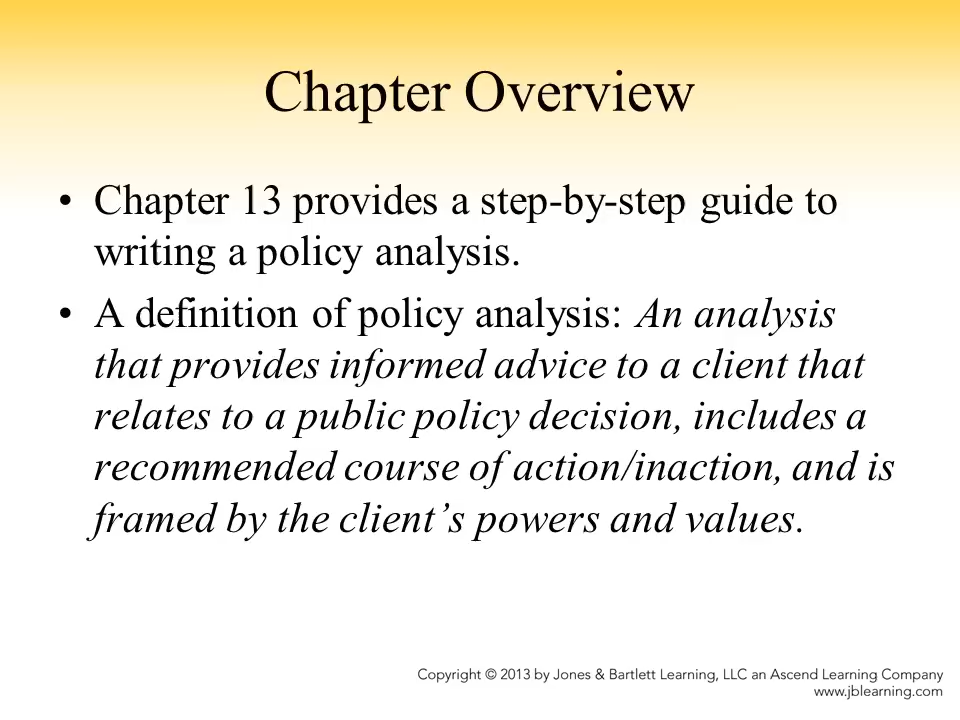 Chapter Overview
• Chapter 13 provides a step-by-step guide to
writing a policy analysis.
• A definition of policy analysis: An analysis
that provides informed advice to a client that
relates to a public policy decision, includes a
recommended course of action/inaction, and is
framed by the client’s powers and values.
Copyright © 2013 by Jones & Bartlett Learning, LLC an Ascend Learning Company
www.jblearning.com